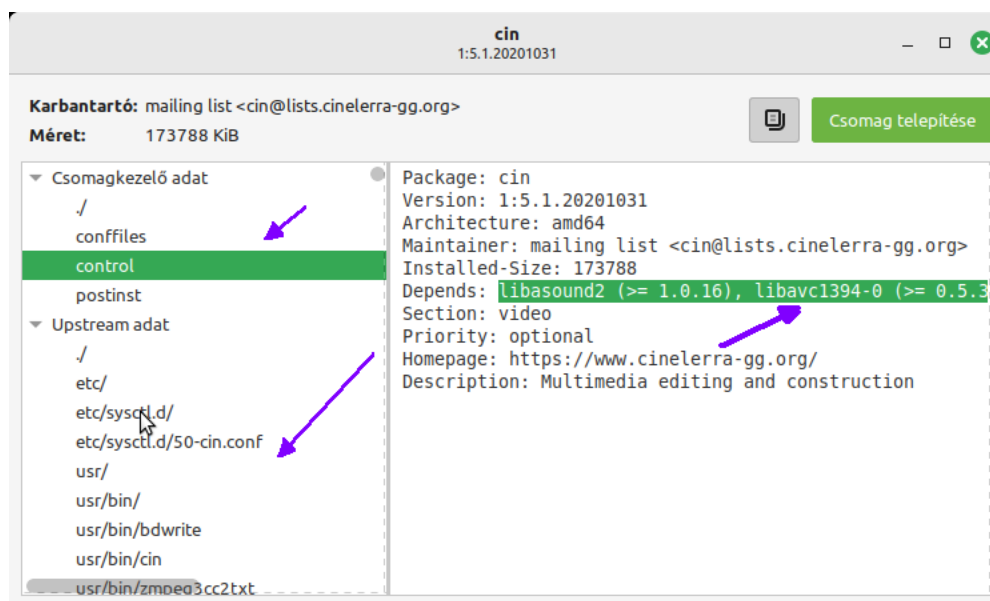 cin
1:5.1.20201031
Karbantartó: mailing list <cin@lists.cinelerra-gg.org>
Méret: 173788 KiB
Csomag telepítése
Csomagkezelő adat
./
conffiles
control
postinst
Upstream adat
./
etc/
etc/sysctl.d/
etc/sysctl.d/50-cin.conf
usr/
usr/bin/
usr/bin/bdwrite
usr/bin/cin
usr/bin/zmpeg3cc2txt
Package: cin
Version: 1:5.1.20201031
Architecture: amd64
Maintainer: mailing list <cin@lists.cinelerra-gg.org>
Installed-Size: 173788
Depends: libasound2 (>= 1.0.16), libavc1394-0 (>= 0.5.3
Section: video
Priority: optional
Homepage: https://www.cinelerra-gg.org/
Description: Multimedia editing and construction